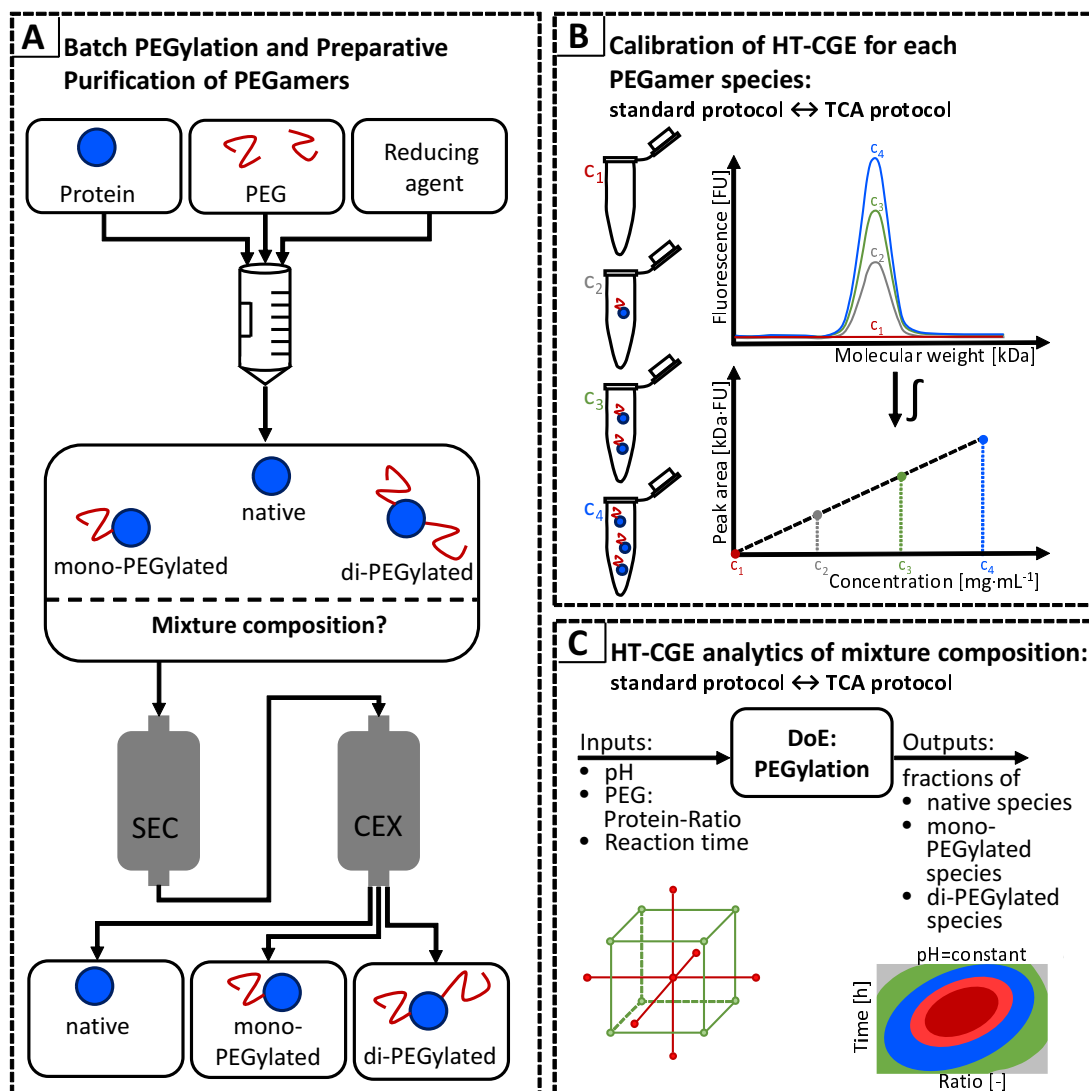 A
Batch PEGylation and Preparative
Purification of PEGamers
Protein
PEG
Reducing
agent
native
mono-PEGylated
di-PEGylated
Mixture composition?
SEC
CEX
native
mono-
PEGylated
di-PEGylated
B
Calibration of HT-CGE for each
PEGamer species:
standard protocol ↔ TCA protocol
c1
c2
c3
c4
Fluorescence [FU]
c4
c3
c2
c1
Molecular weight [kDa]
∫
Peak area [kDa·FU]
c1
c2
c3
c4
Concentration [mg·mL⁻¹]
C
HT-CGE analytics of mixture composition:
standard protocol ↔ TCA protocol
Inputs:
• pH
• PEG:
Protein-Ratio
• Reaction time
DoE:
PEGylation
Outputs:
fractions of
• native species
• mono-
PEGylated
species
• di-PEGylated
species
pH=constant
Time [h]
Ratio [-]